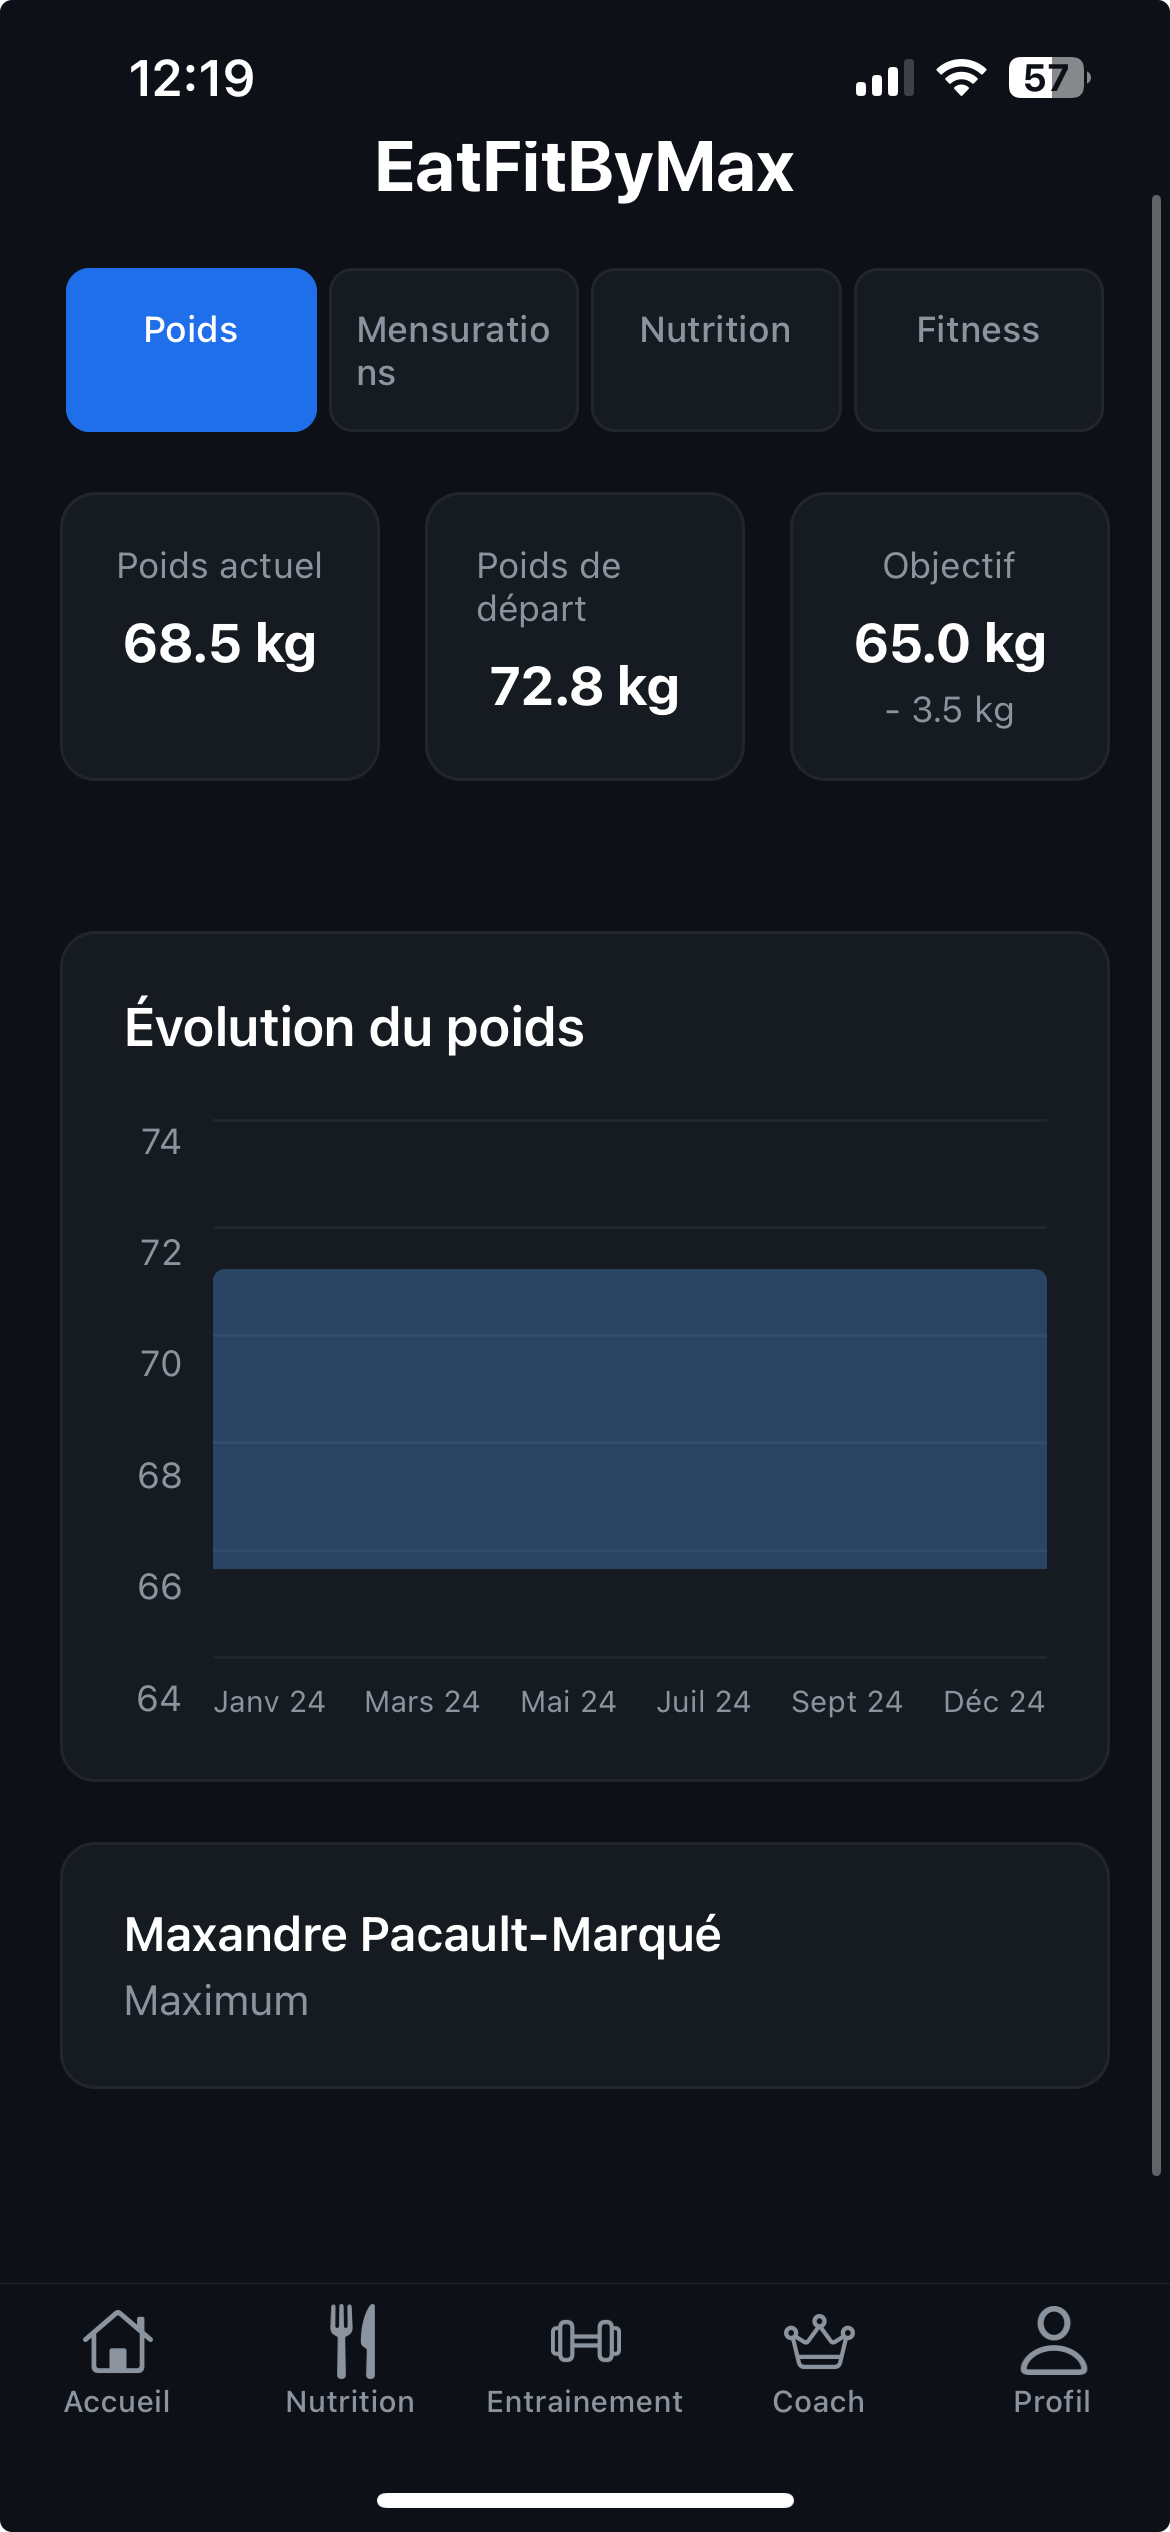 12:19
57
EatFitByMax
Poids
Mensuratio
ns
Nutrition
Fitness
Poids actuel
68.5 kg
Poids de
départ
72.8 kg
Objectif
65.0 kg
- 3.5 kg
Évolution du poids
74
72
70
68
66
64
Janv 24
Mars 24
Mai 24
Juil 24
Sept 24
Déc 24
Maxandre Pacault-Marqué
Maximum
Accueil
Nutrition
Entrainement
Coach
Profil